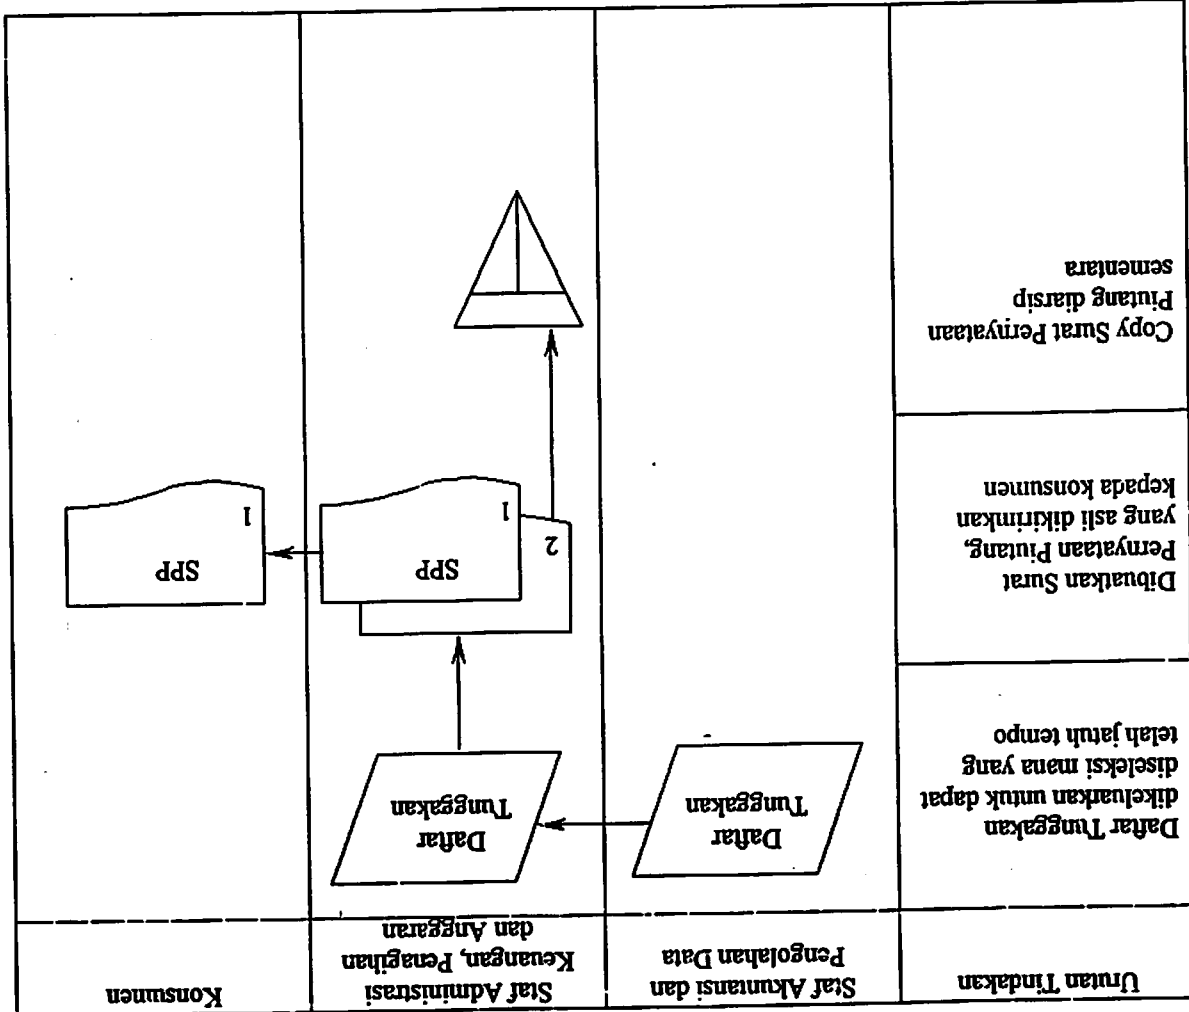 Urutan Tindakan
Staf Akuntansi dan
Pengolahan Data
Staf Administrasi
Keuangan, Penagihan
dan Anggaran
Konsumen
Daftar Tunggakan
dikeluarkan untuk dapat
diseleksi mana yang
telah jatuh tempo
Daftar
Tunggakan
Daftar
Tunggakan
Dibuatkan Surat
Pernyataan Piutang,
yang asli dikirimkan
kepada konsumen
2
SPP
1
SPP
1
Copy Surat Pernyataan
Piutang diarsip
sementara